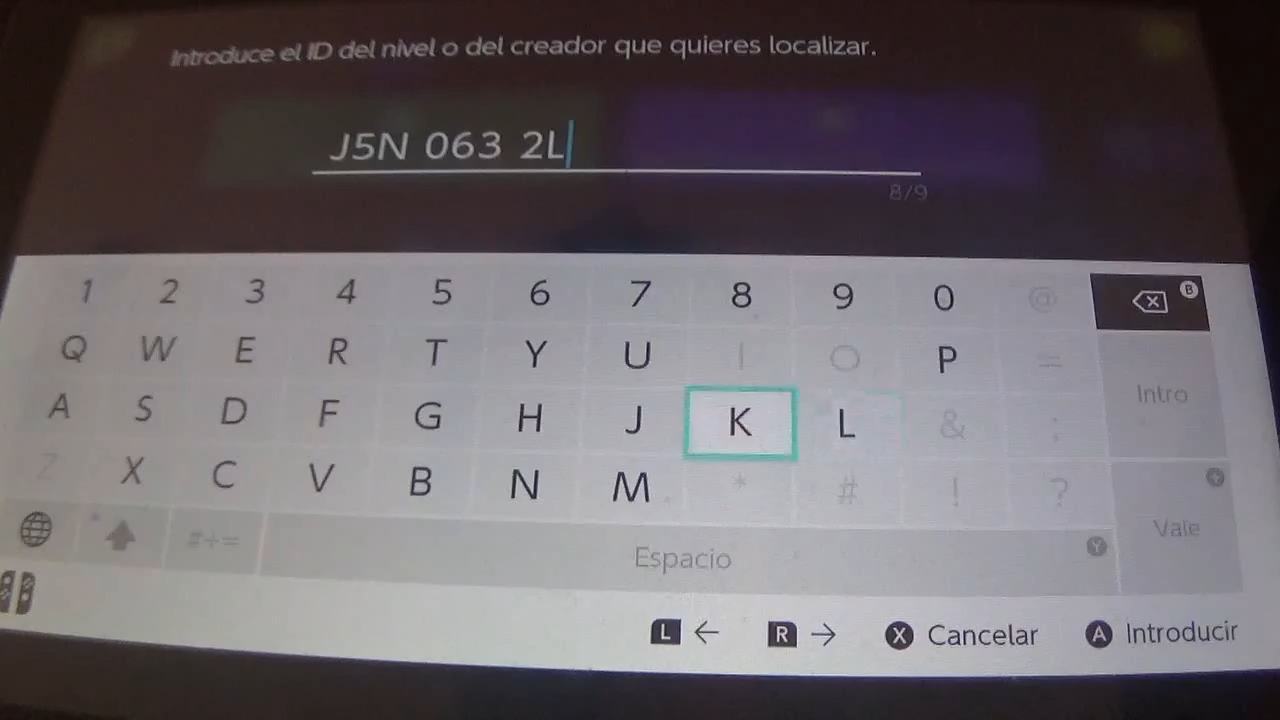 Introduce el ID del nivel o del creador que quieres localizar.
J5N 063 2L
8/9
1 2 3 4 5 6 7 8 9 0 @
Q W E R T Y U I O P =
A S D F G H J K L & ;
Z X C V B N M * # ! ?
Intro
#+=
Espacio
Y
Vale
B
L ← R → X Cancelar A Introducir